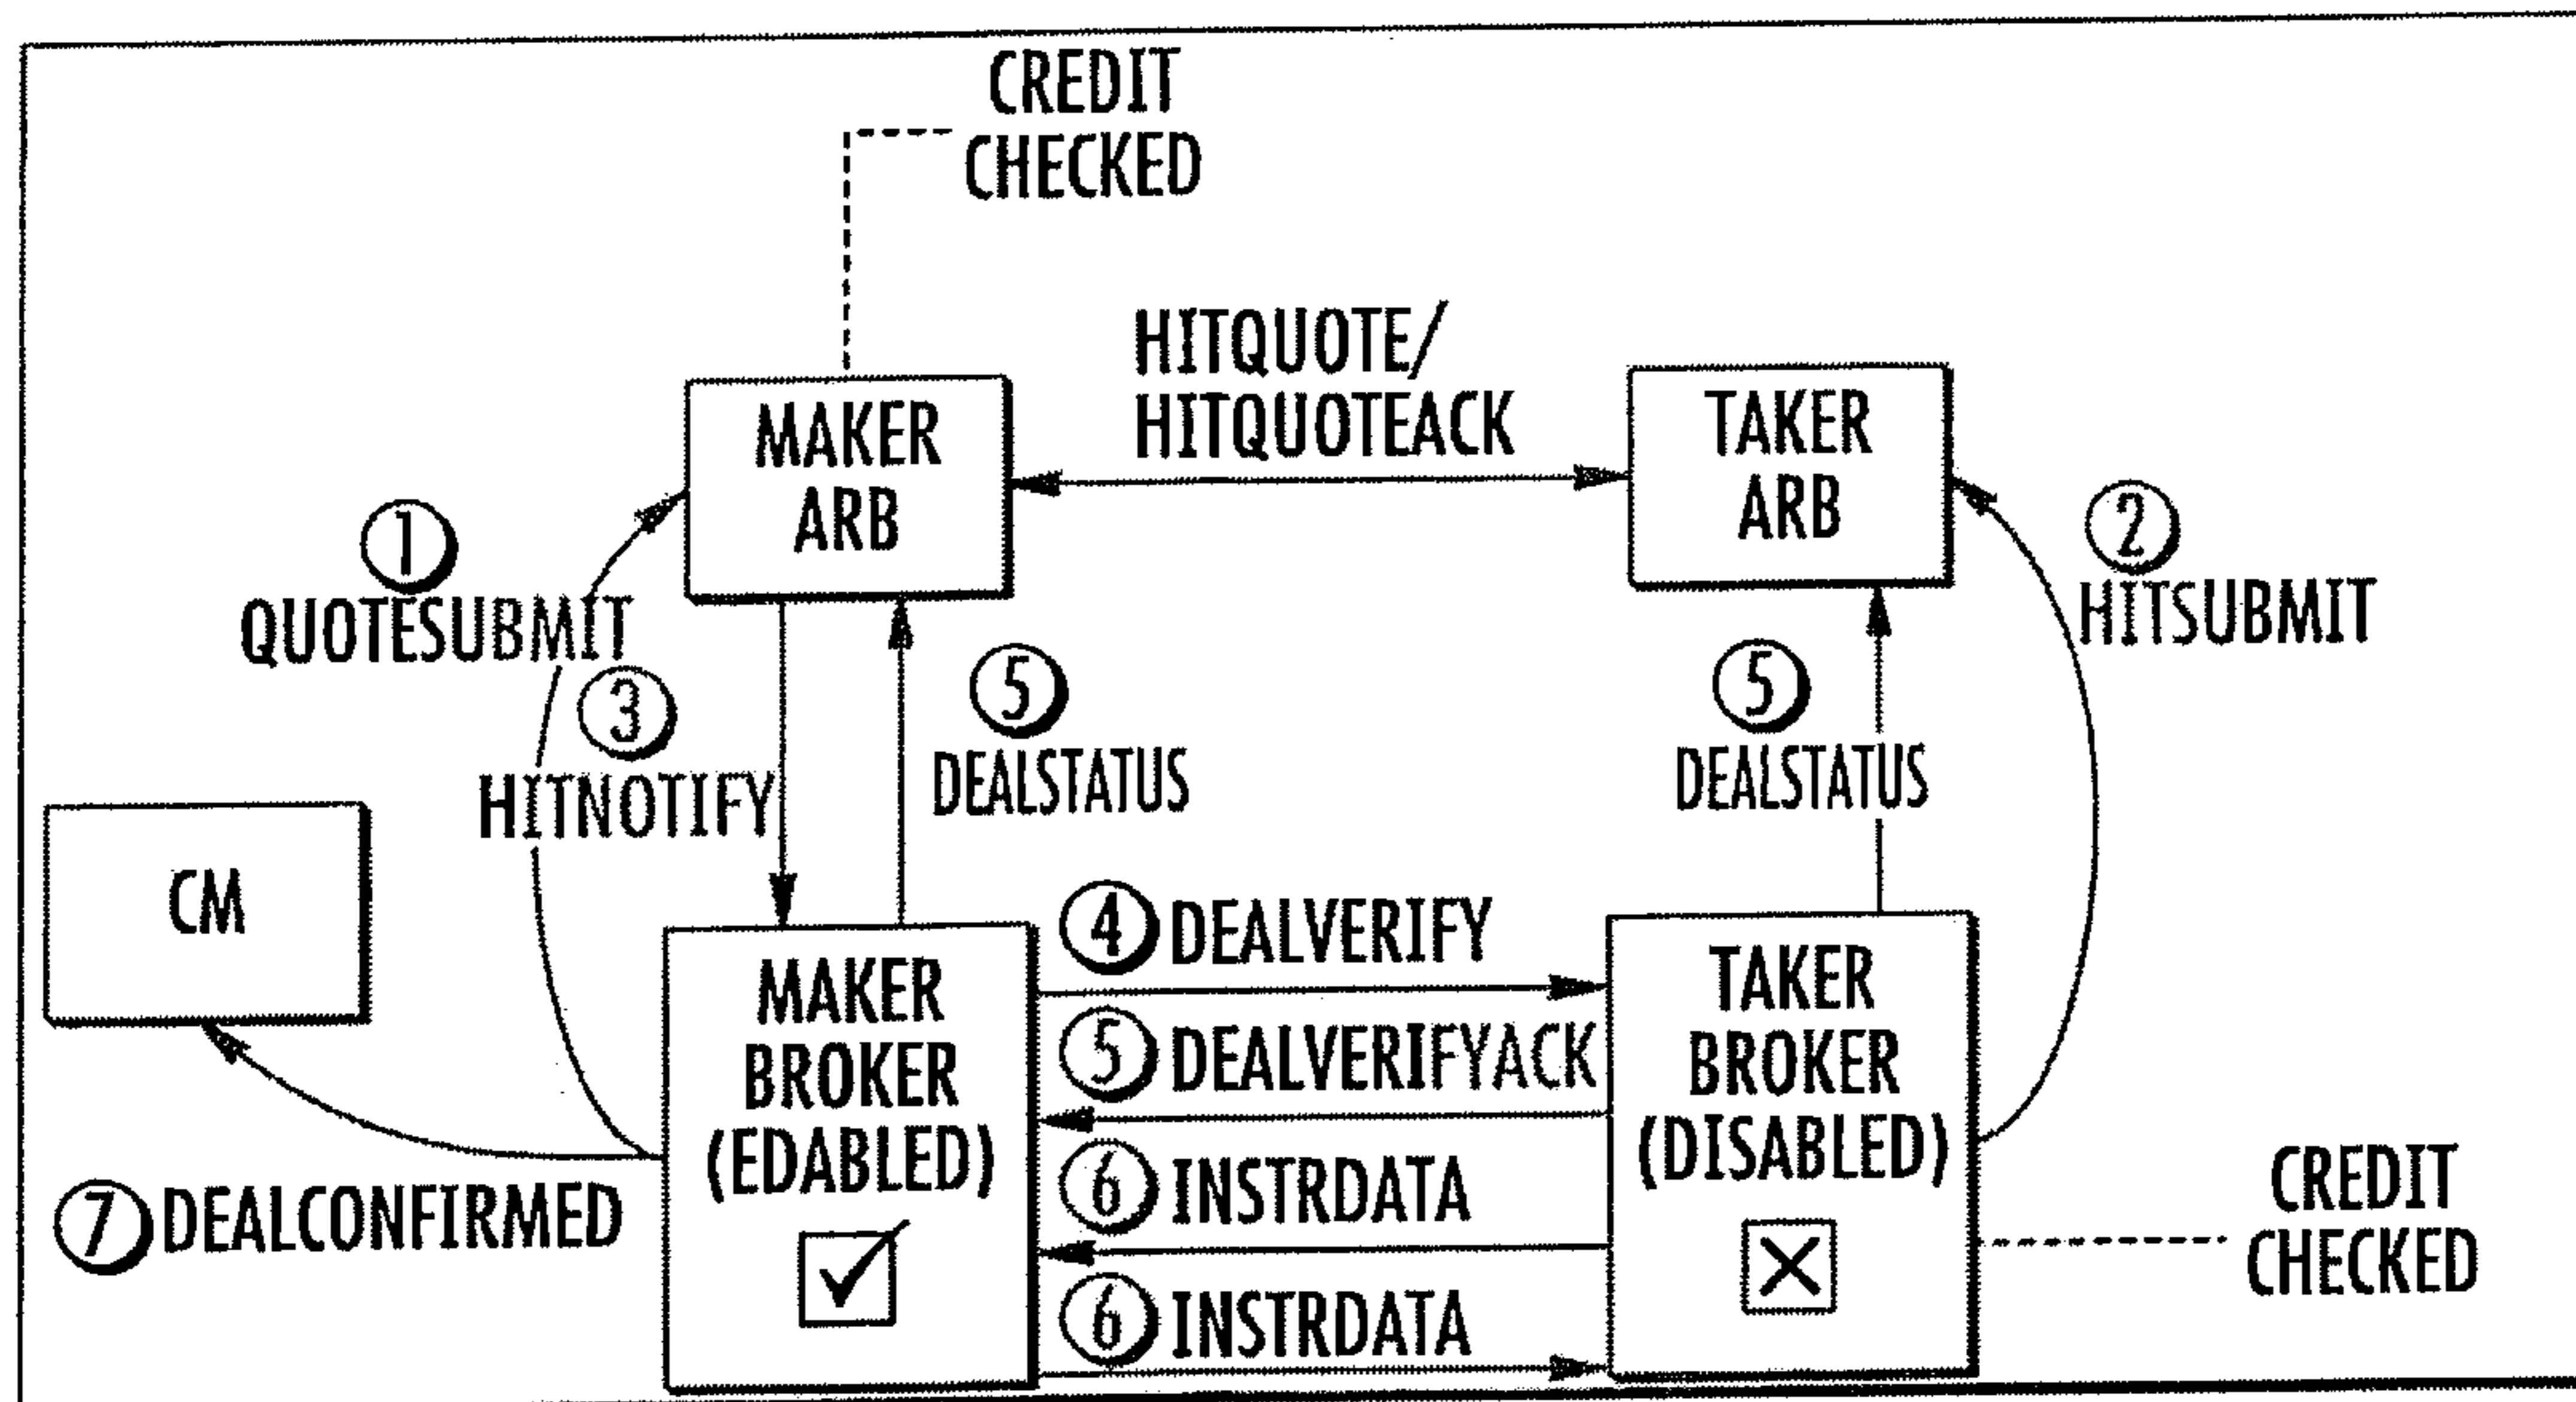 CREDIT
CHECKED
HITQUOTE/
HITQUOTEACK
MAKER
ARB
TAKER
ARB
1
QUOTESUBMIT
2
HITSUBMIT
3
HITNOTIFY
5
DEALSTATUS
5
DEALSTATUS
CM
MAKER
BROKER
(EDABLED)
4 DEALVERIFY
5 DEALVERIFYACK
6 INSTRDATA
6 INSTRDATA
TAKER
BROKER
(DISABLED)
7 DEALCONFIRMED
CREDIT
CHECKED